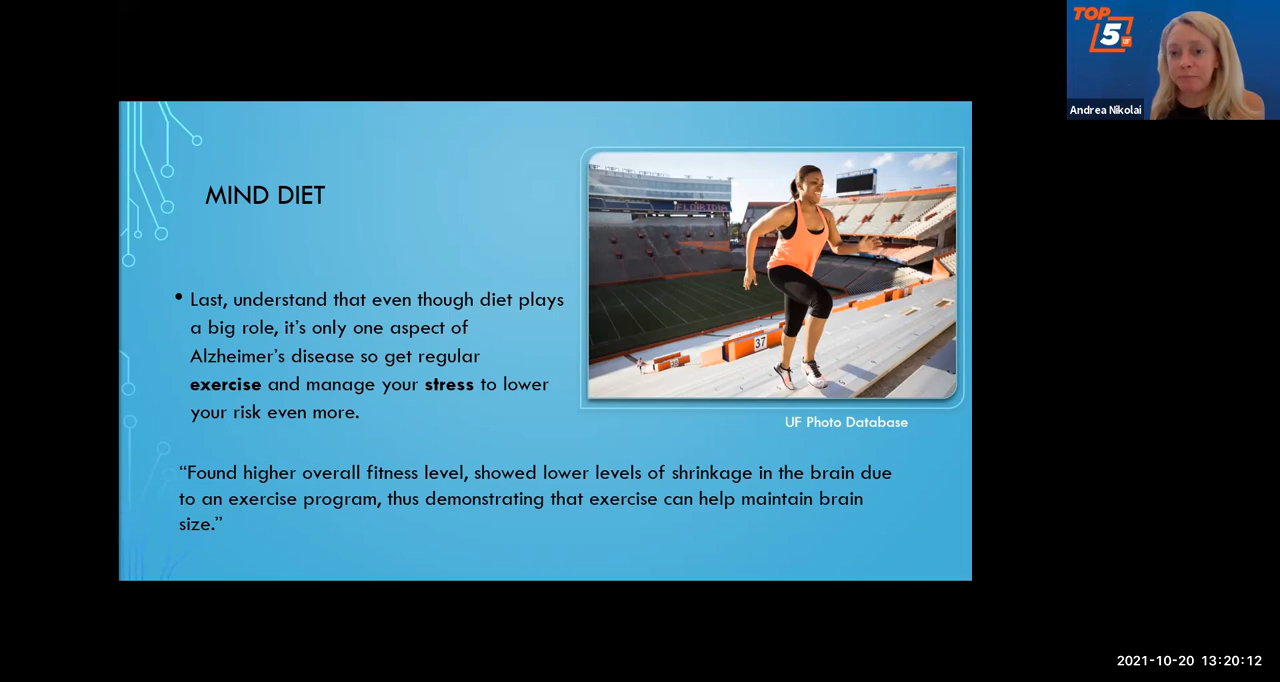 TOP
5
UF
Andrea Nikolai
MIND DIET
FLORIDA
37
• Last, understand that even though diet plays
a big role, it’s only one aspect of
Alzheimer’s disease so get regular
exercise and manage your stress to lower
your risk even more.
UF Photo Database
“Found higher overall fitness level, showed lower levels of shrinkage in the brain due
to an exercise program, thus demonstrating that exercise can help maintain brain
size.”
2021-10-20 13:20:12